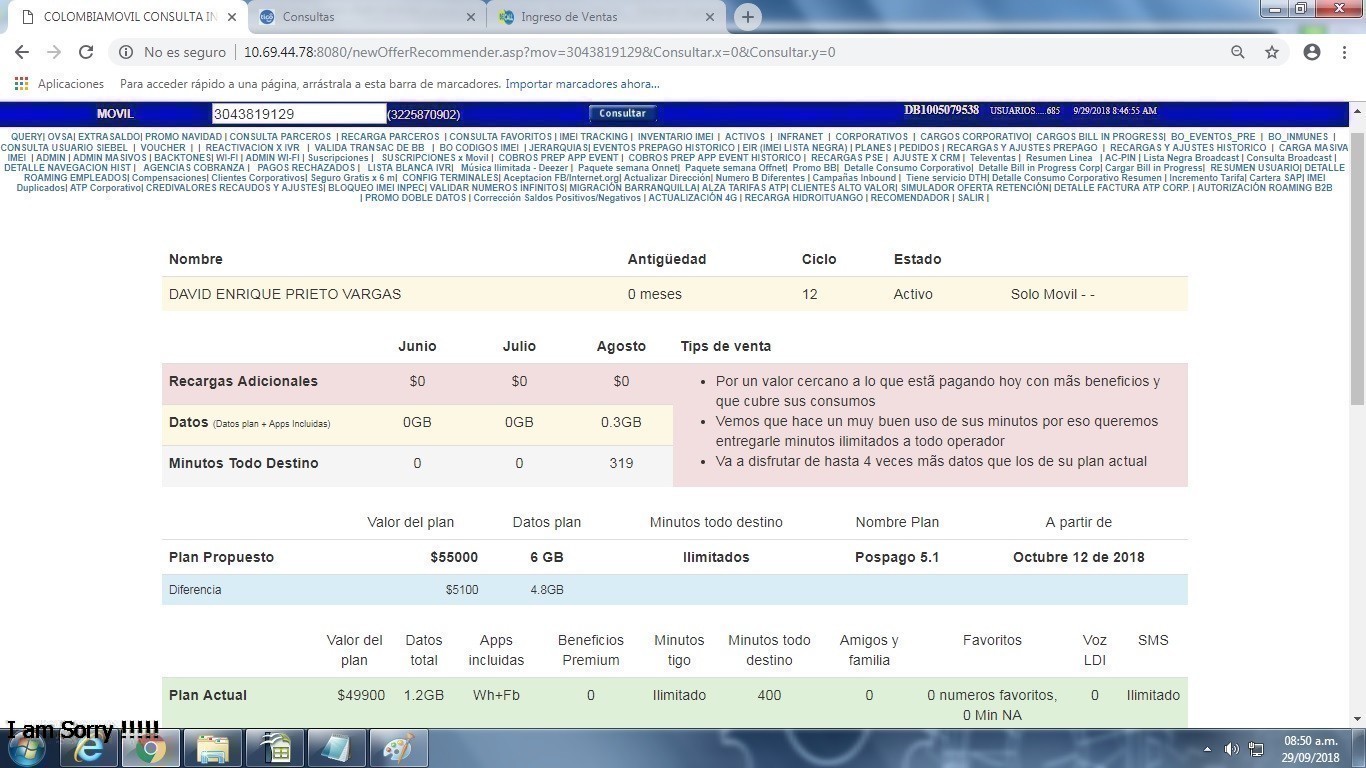 COLOMBIAMOVIL CONSULTA IN
Consultas
Ingreso de Ventas
No es seguro | 10.69.44.78:8080/newOfferRecommender.asp?mov=3043819129&Consultar.x=0&Consultar.y=0
Aplicaciones Para acceder rápido a una página, arrástrala a esta barra de marcadores. Importar marcadores ahora...
MOVIL 3043819129 (3225870902) Consultar DB1005079538 USUARIOS.....685 9/29/2018 8:46:55 AM
QUERY| OVSA| EXTRASALDO| PROMO NAVIDAD | CONSULTA PARCEROS | RECARGA PARCEROS | CONSULTA FAVORITOS | IMEI TRACKING | INVENTARIO IMEI | ACTIVOS | INFRANET | CORPORATIVOS | CARGOS CORPORATIVO| CARGOS BILL IN PROGRESS| BO_EVENTOS_PRE | BO_INMUNES |
CONSULTA USUARIO SIEBEL | VOUCHER | | REACTIVACION X IVR | VALIDA TRANSAC DE BB | BO CODIGOS IMEI | JERARQUIAS| EVENTOS PREPAGO HISTORICO | EIR (IMEI LISTA NEGRA) | PLANES | PEDIDOS | RECARGAS Y AJUSTES PREPAGO | RECARGAS Y AJUSTES HISTORICO | CARGA MASIVA
IMEI | ADMIN | ADMIN MASIVOS | BACKTONES| WI-FI | ADMIN WI-FI | Suscripciones | SUSCRIPCIONES x Movil | COBROS PREP APP EVENT | COBROS PREP APP EVENT HISTORICO | RECARGAS PSE | AJUSTE X CRM | Televentas | Resumen Linea | AC-PIN | Lista Negra Broadcast | Consulta Broadcast |
DETALLE NAVEGACION HIST | AGENCIAS COBRANZA | PAGOS RECHAZADOS | LISTA BLANCA IVR| Música Ilimitada - Deezer | Paquete semana Onnet| Paquete semana Offnet| Promo BB| Detalle Consumo Corporativo| Detalle Bill in Progress Corp| Cargar Bill in Progress| RESUMEN USUARIO| DETALLE
ROAMING EMPLEADOS| Compensaciones| Clientes Corporativos| Seguro Gratis x 6 m| CONFIG TERMINALES| Aceptacion FB/Internet.org| Actualizar Dirección| Numero B Diferentes | Campañas Inbound | Tiene servicio DTH| Detalle Consumo Corporativo Resumen | Incremento Tarifa| Cartera SAP| IMEI
Duplicados| ATP Corporativo| CREDIVALORES RECAUDOS Y AJUSTES| BLOQUEO IMEI INPEC| VALIDAR NUMEROS INFINITOS| MIGRACIÓN BARRANQUILLA| ALZA TARIFAS ATP| CLIENTES ALTO VALOR| SIMULADOR OFERTA RETENCIÓN| DETALLE FACTURA ATP CORP. | AUTORIZACIÓN ROAMING B2B
| PROMO DOBLE DATOS | Corrección Saldos Positivos/Negativos | ACTUALIZACIÓN 4G | RECARGA HIDROITUANGO | RECOMENDADOR | SALIR |
Nombre Antigüedad Ciclo Estado
DAVID ENRIQUE PRIETO VARGAS 0 meses 12 Activo Solo Movil - -
Junio Julio Agosto Tips de venta
Recargas Adicionales $0 $0 $0
Datos (Datos plan + Apps Incluidas) 0GB 0GB 0.3GB
Minutos Todo Destino 0 0 319
• Por un valor cercano a lo que estã pagando hoy con mãs beneficios y
que cubre sus consumos
• Vemos que hace un muy buen uso de sus minutos por eso queremos
entregarle minutos ilimitados a todo operador
• Va a disfrutar de hasta 4 veces mãs datos que los de su plan actual
Valor del plan Datos plan Minutos todo destino Nombre Plan A partir de
Plan Propuesto $55000 6 GB Ilimitados Pospago 5.1 Octubre 12 de 2018
Diferencia $5100 4.8GB
Valor del Datos Apps Beneficios Minutos Minutos todo Amigos y Favoritos Voz SMS
plan total incluidas Premium tigo destino familia LDI
Plan Actual $49900 1.2GB Wh+Fb 0 Ilimitado 400 0 0 numeros favoritos, 0 Ilimitado
0 Min NA
I am Sorry !!!!!
08:50 a.m.
29/09/2018